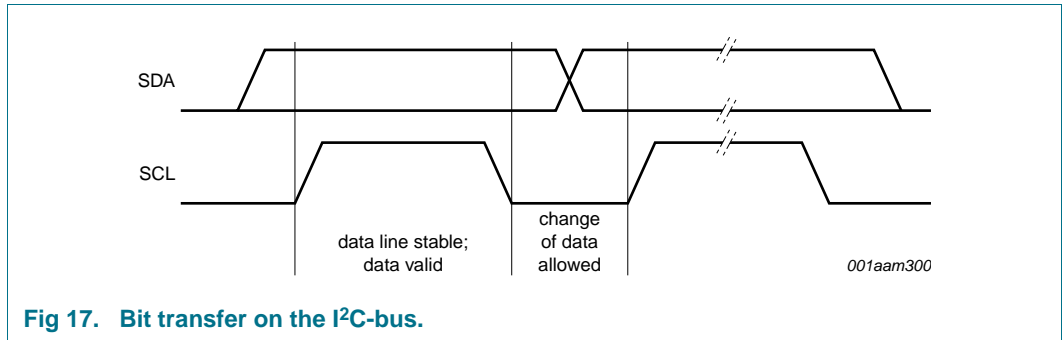 SDA
SCL
data line stable;
data valid
change
of data
allowed
001aam300
Fig 17. Bit transfer on the I²C-bus.